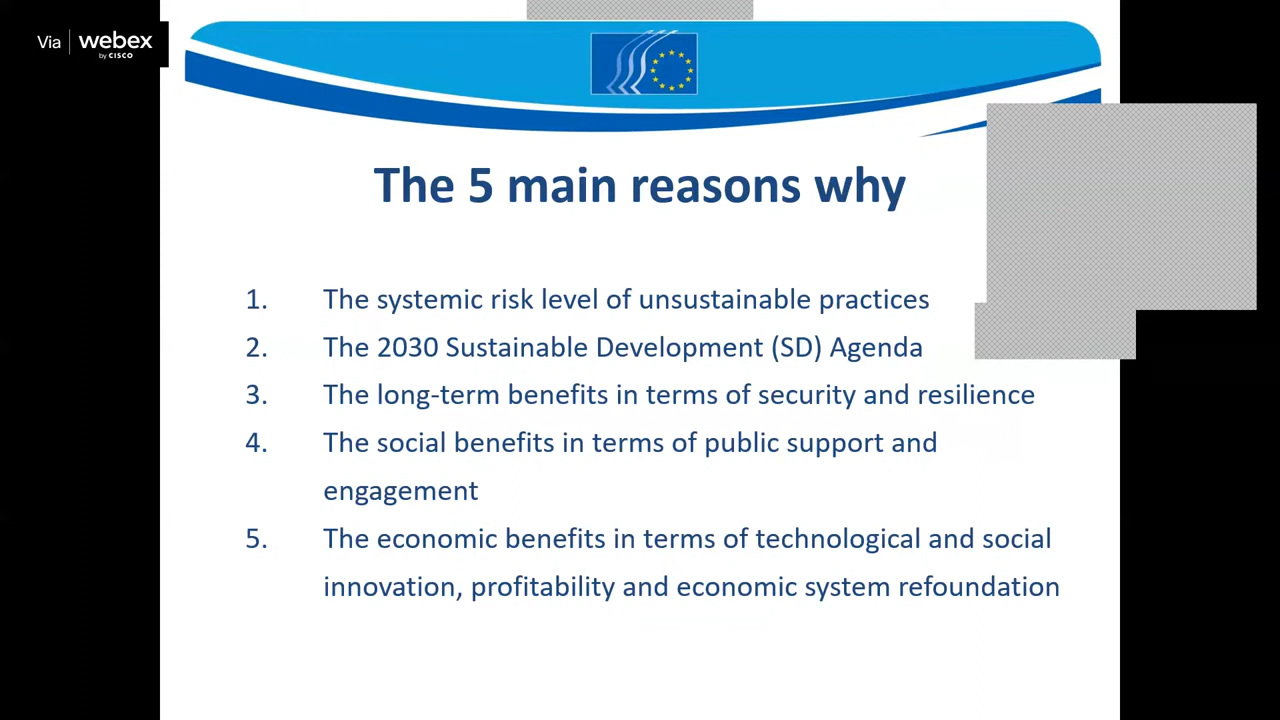 Via webex
by CISCO
The 5 main reasons why
1. The systemic risk level of unsustainable practices
2. The 2030 Sustainable Development (SD) Agenda
3. The long-term benefits in terms of security and resilience
4. The social benefits in terms of public support and
engagement
5. The economic benefits in terms of technological and social
innovation, profitability and economic system refoundation